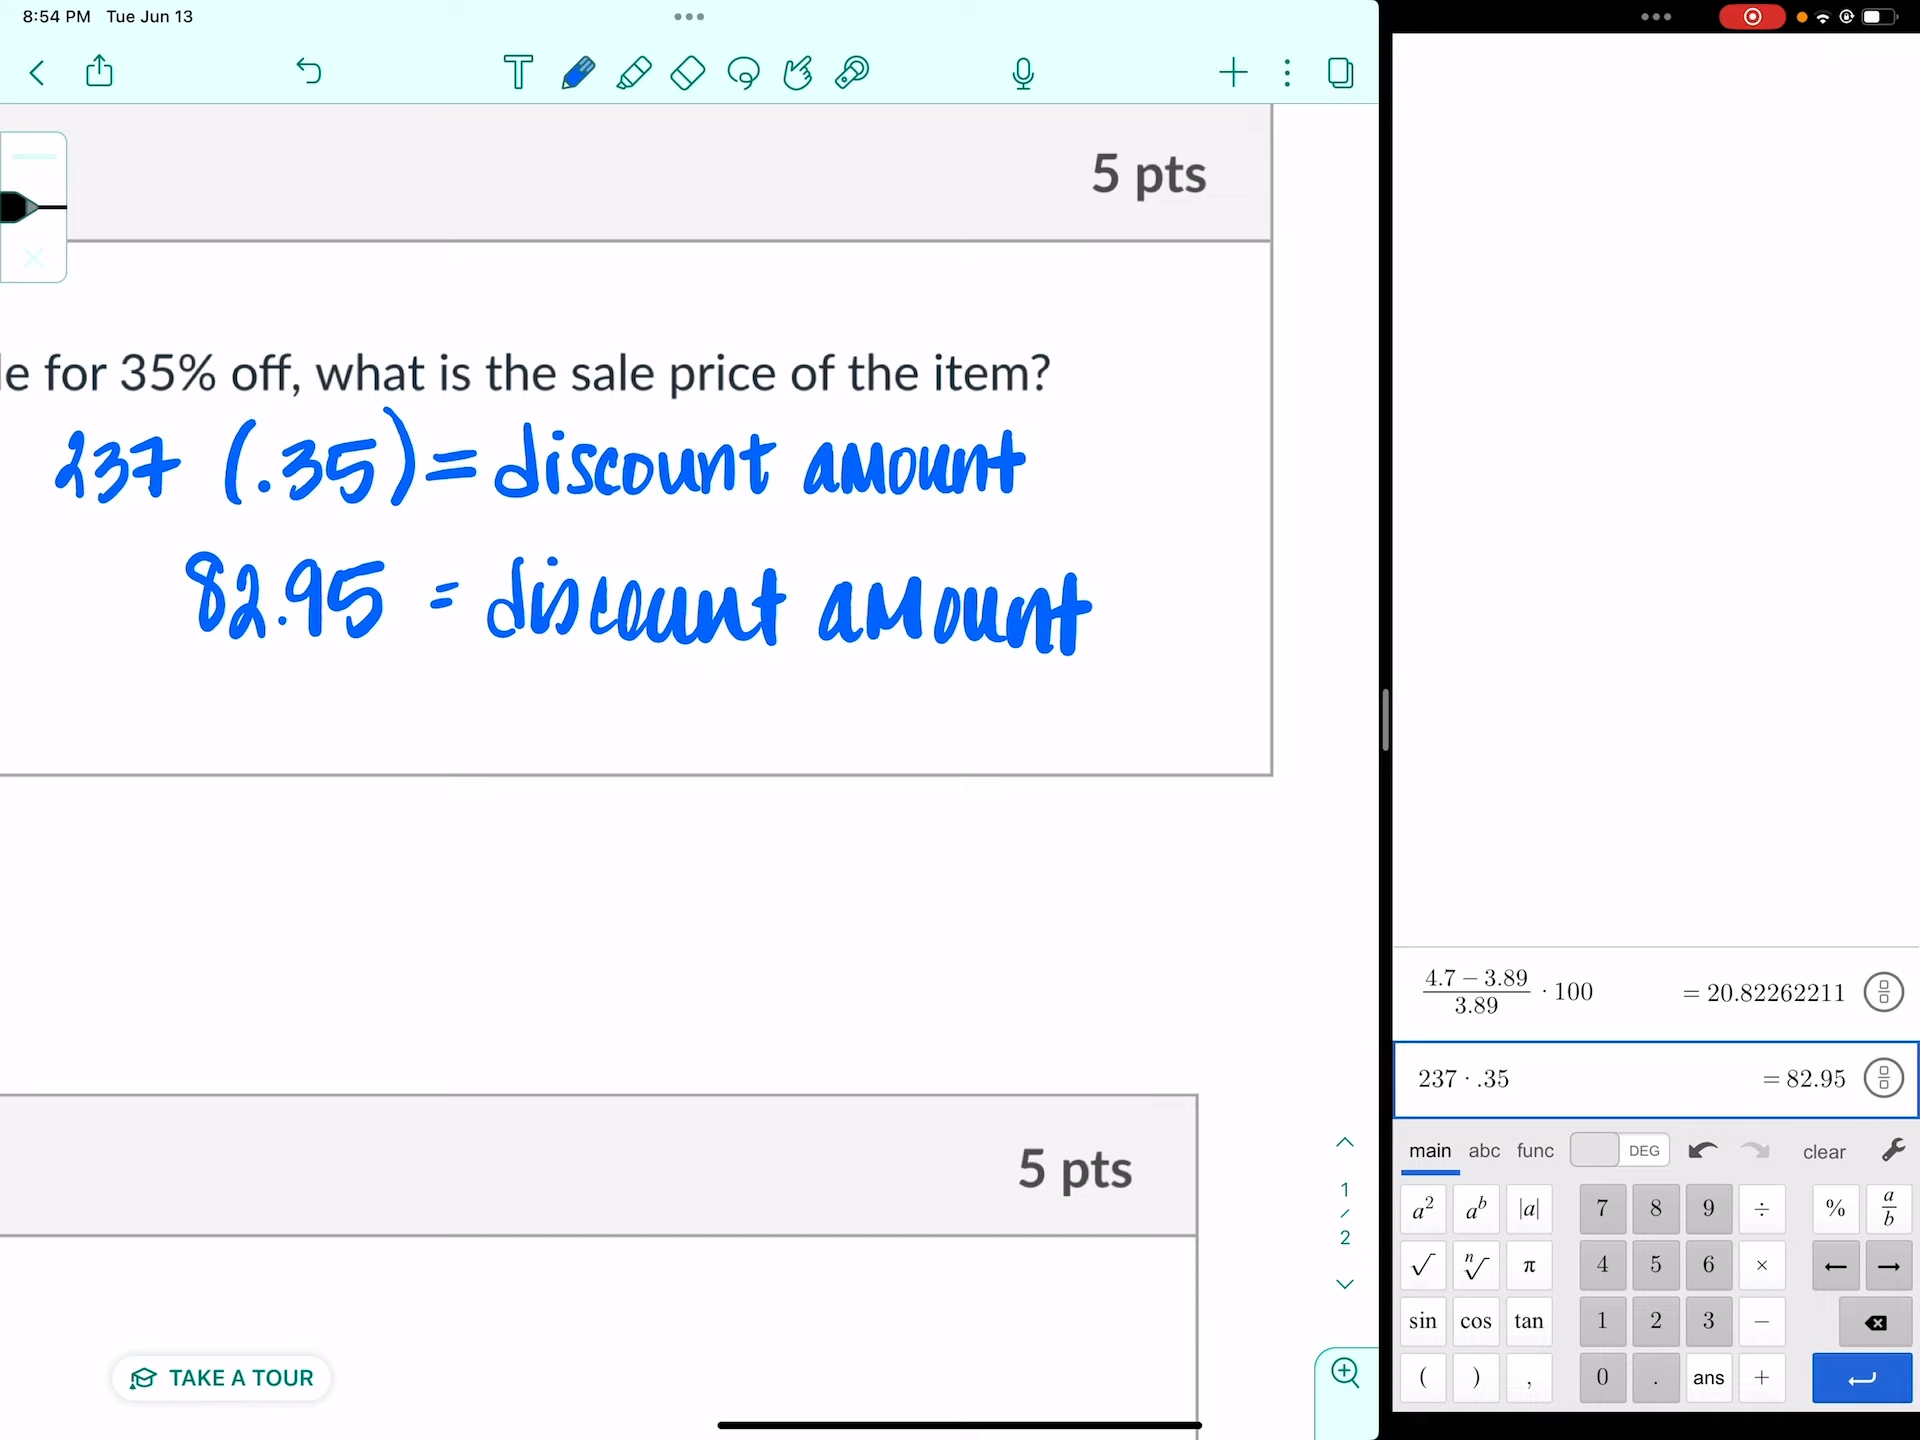 8:54 PM Tue Jun 13
5 pts
le for 35% off, what is the sale price of the item?
237 (.35) = discount amount
82.95 = discount amount
5 pts
1
/
2
TAKE A TOUR
4.7 − 3.89
3.89
· 100
= 20.82262211
237 · .35 = 82.95
main abc func DEG clear
a² aᵇ |a| 7 8 9 ÷ % a/b
√ ⁿ√ π 4 5 6 × ← →
sin cos tan 1 2 3 −
( ) , 0 . ans +